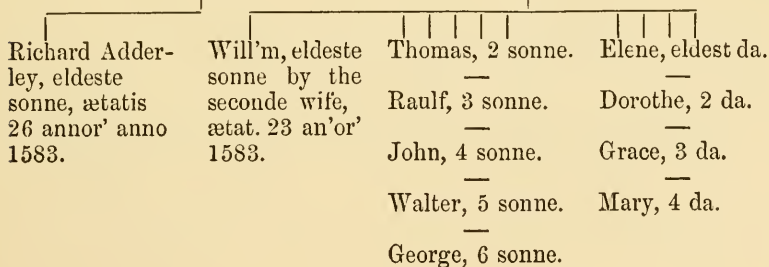 Richard Adder-
ley, eldeste
sonne, ætatis
26 annor' anno
1583.
Will'm, eldeste
sonne by the
seconde wife,
ætat. 23 an'or'
1583.
Thomas, 2 sonne.
Raulf, 3 sonne.
John, 4 sonne.
Walter, 5 sonne.
George, 6 sonne.
Elene, eldest da.
Dorothe, 2 da.
Grace, 3 da.
Mary, 4 da.